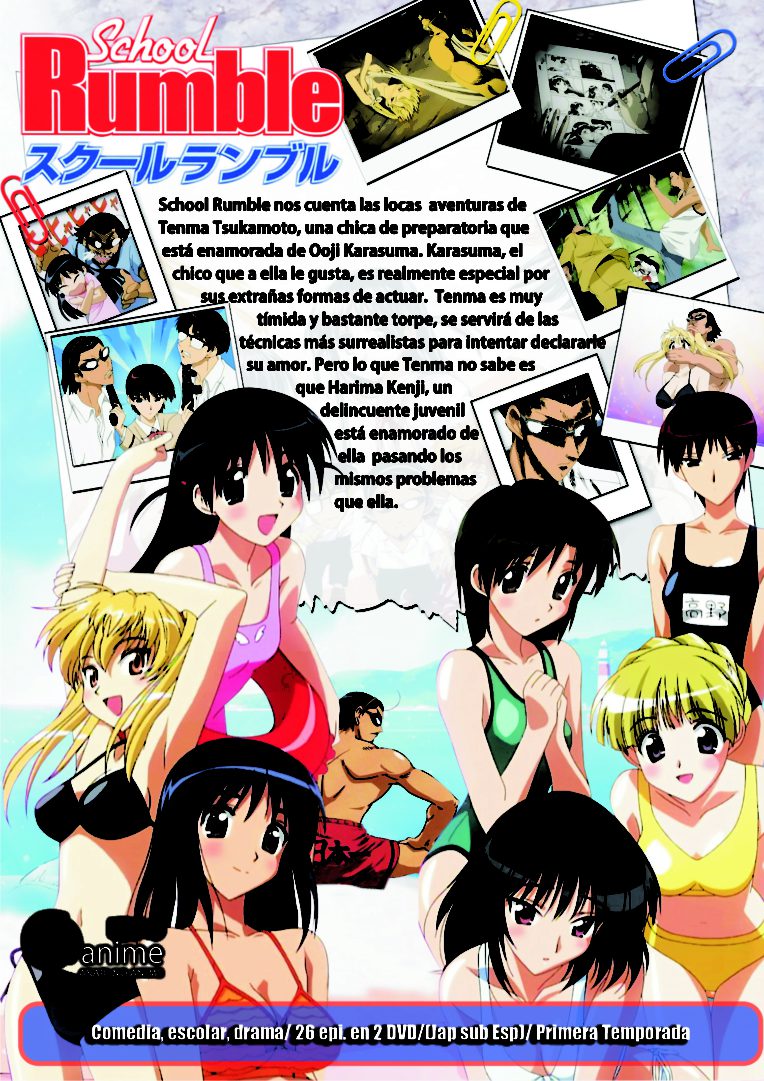 School
Rumble
スクールランブル
School Rumble nos cuenta las locas aventuras de
Tenma Tsukamoto, una chica de preparatoria que
está enamorada de Ooji Karasuma. Karasuma, el
chico que a ella le gusta, es realmente especial por
sus extrañas formas de actuar. Tenma es muy
tímida y bastante torpe, se servirá de las
técnicas más surrealistas para intentar declararle
su amor. Pero lo que Tenma no sabe es
que Harima Kenji, un
delincuente juvenil
está enamorado de
ella pasando los
mismos problemas
que ella.
高野
日本
anime
Comedia, escolar, drama/ 26 epi. en 2 DVD/(Jap sub Esp)/ Primera Temporada